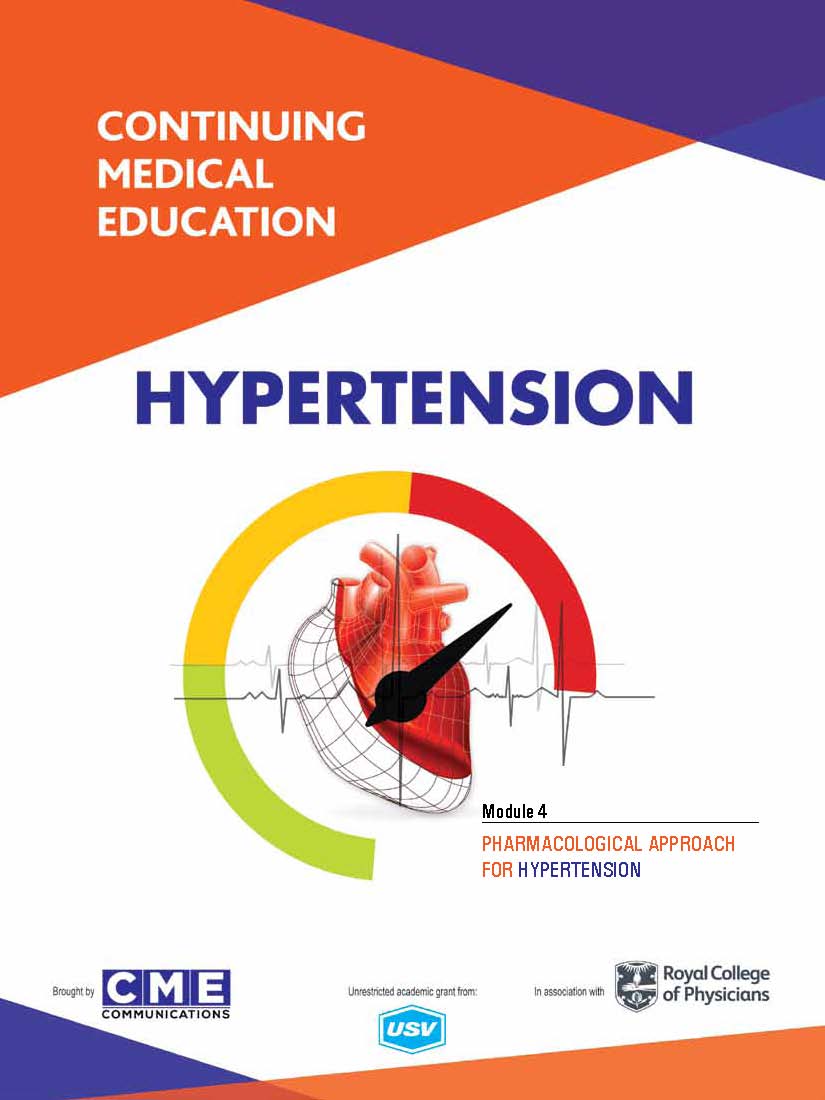 CONTINUING
MEDICAL
EDUCATION
HYPERTENSION
Module 4
PHARMACOLOGICAL APPROACH
FOR HYPERTENSION
Brought by
CME
COMMUNICATIONS
Unrestricted academic grant from:
USV
In association with
Royal College
of Physicians